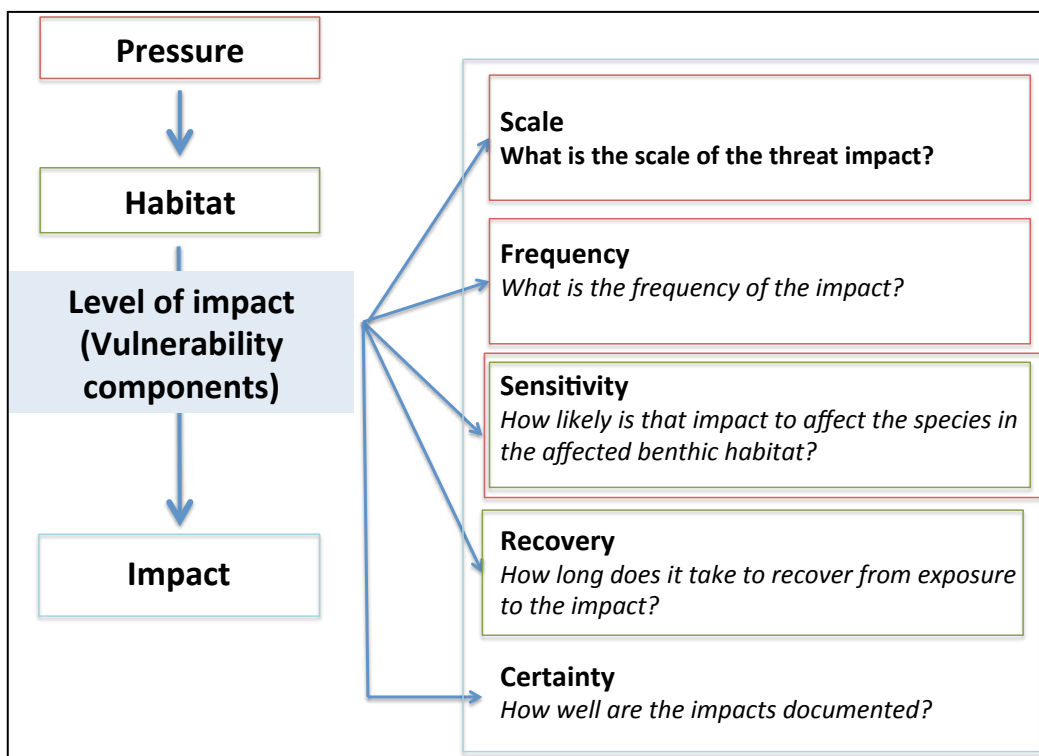 Pressure
Habitat
Level of impact
(Vulnerability
components)
Impact
Scale
What is the scale of the threat impact?
Frequency
What is the frequency of the impact?
Sensitivity
How likely is that impact to affect the species in
the affected benthic habitat?
Recovery
How long does it take to recover from exposure
to the impact?
Certainty
How well are the impacts documented?